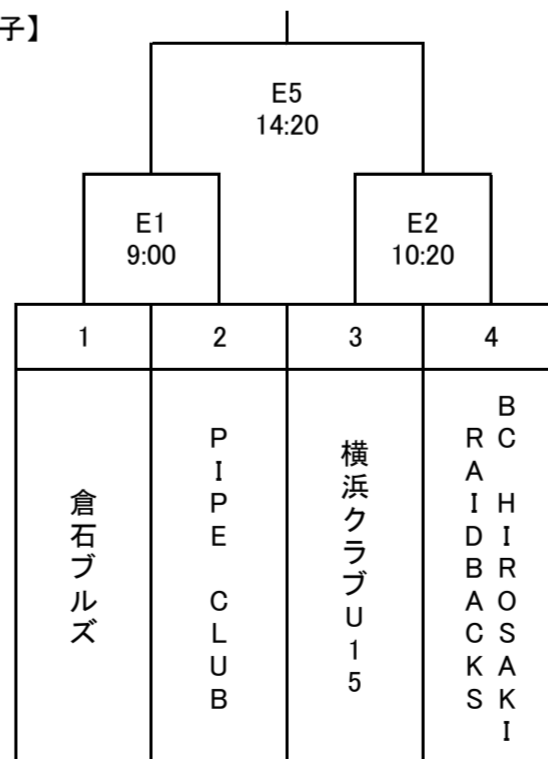 子】
E5
14:20
E1
9:00
E2
10:20
1
2
3
4
倉石ブルズ
PIPE CLUB
横浜クラブU15
BC HIROSAKI
RAIDBACKS